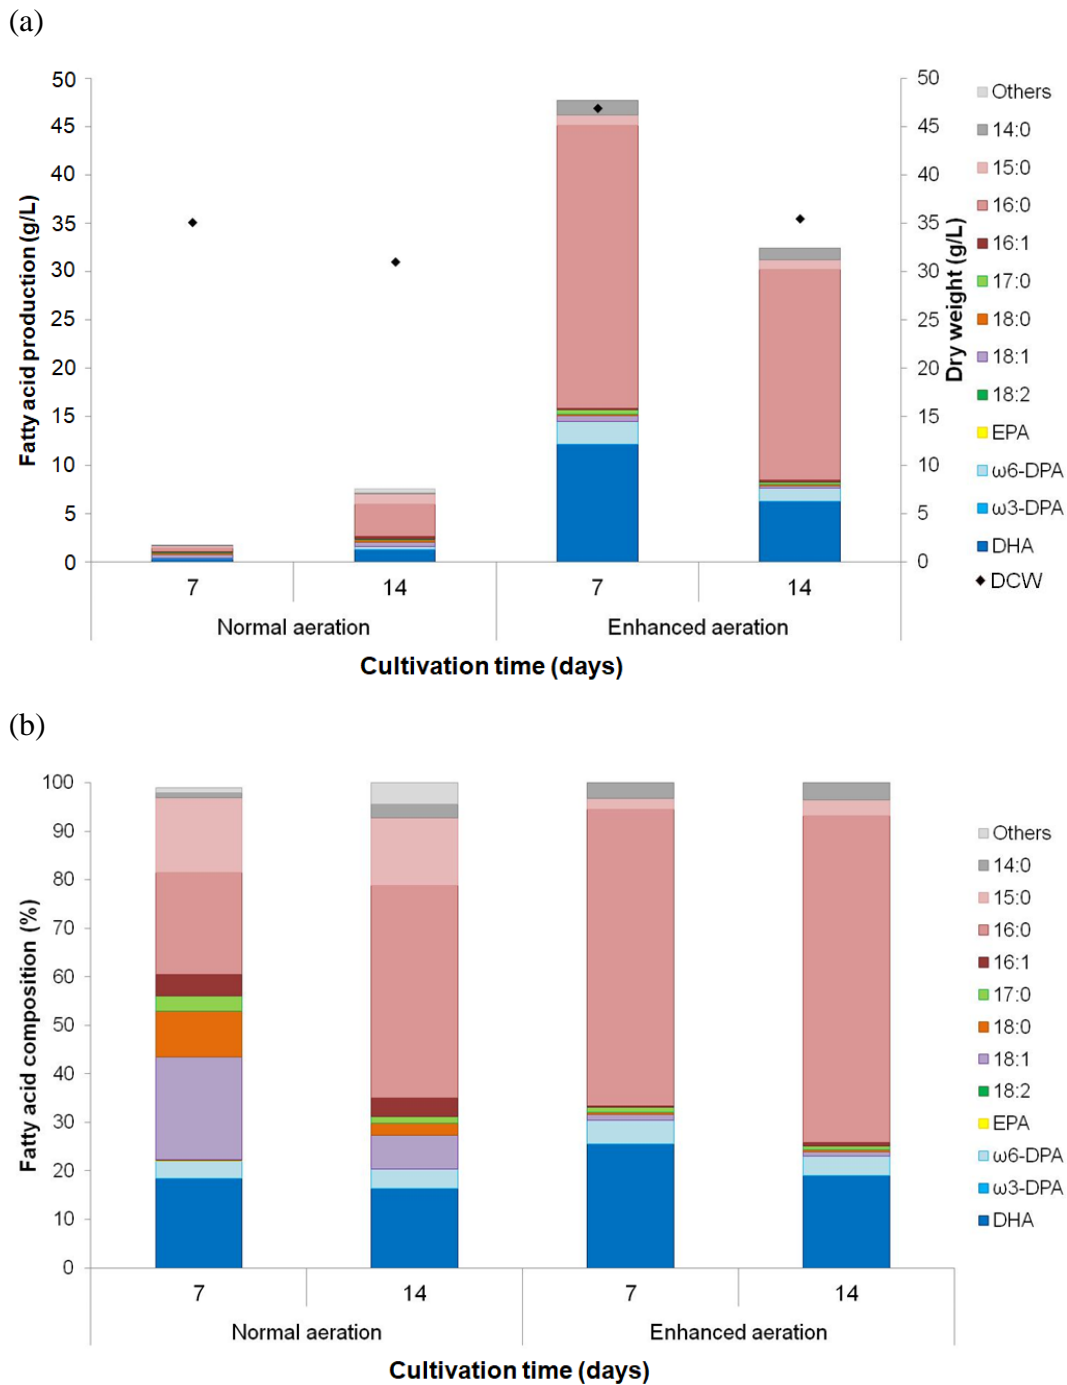 (a)
Fatty acid production (g/L)
50
45
40
35
30
25
20
15
10
5
0
50
45
40
35
30
25
20
15
10
5
0
Dry weight (g/L)
Others
14:0
15:0
16:0
16:1
17:0
18:0
18:1
18:2
EPA
ω6-DPA
ω3-DPA
DHA
DCW
7 14 7 14
Normal aeration Enhanced aeration
Cultivation time (days)
(b)
Fatty acid composition (%)
100
90
80
70
60
50
40
30
20
10
0
Others
14:0
15:0
16:0
16:1
17:0
18:0
18:1
18:2
EPA
ω6-DPA
ω3-DPA
DHA
7 14 7 14
Normal aeration Enhanced aeration
Cultivation time (days)